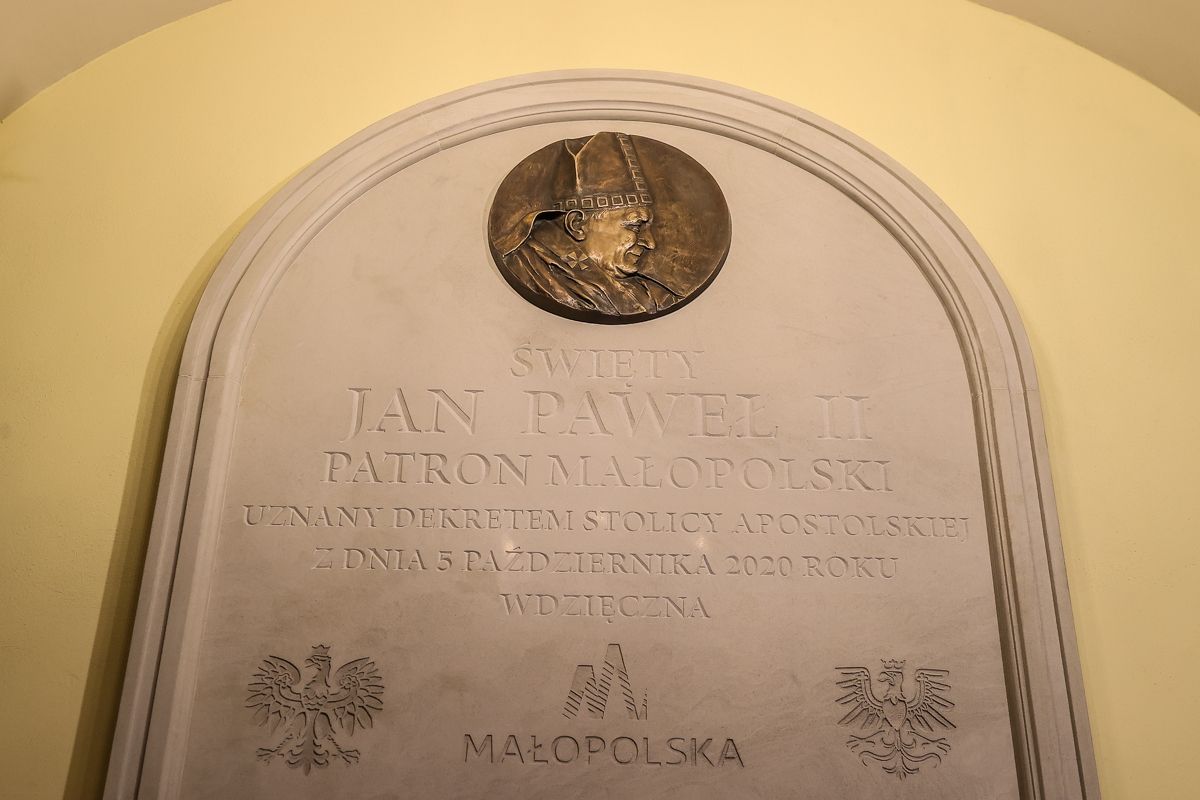 ŚWIĘTY
JAN PAWEŁ II
PATRON MAŁOPOLSKI
UZNANY DEKRETEM STOLICY APOSTOLSKIEJ
Z DNIA 5 PAŹDZIERNIKA 2020 ROKU
WDZIĘCZNA
MAŁOPOLSKA